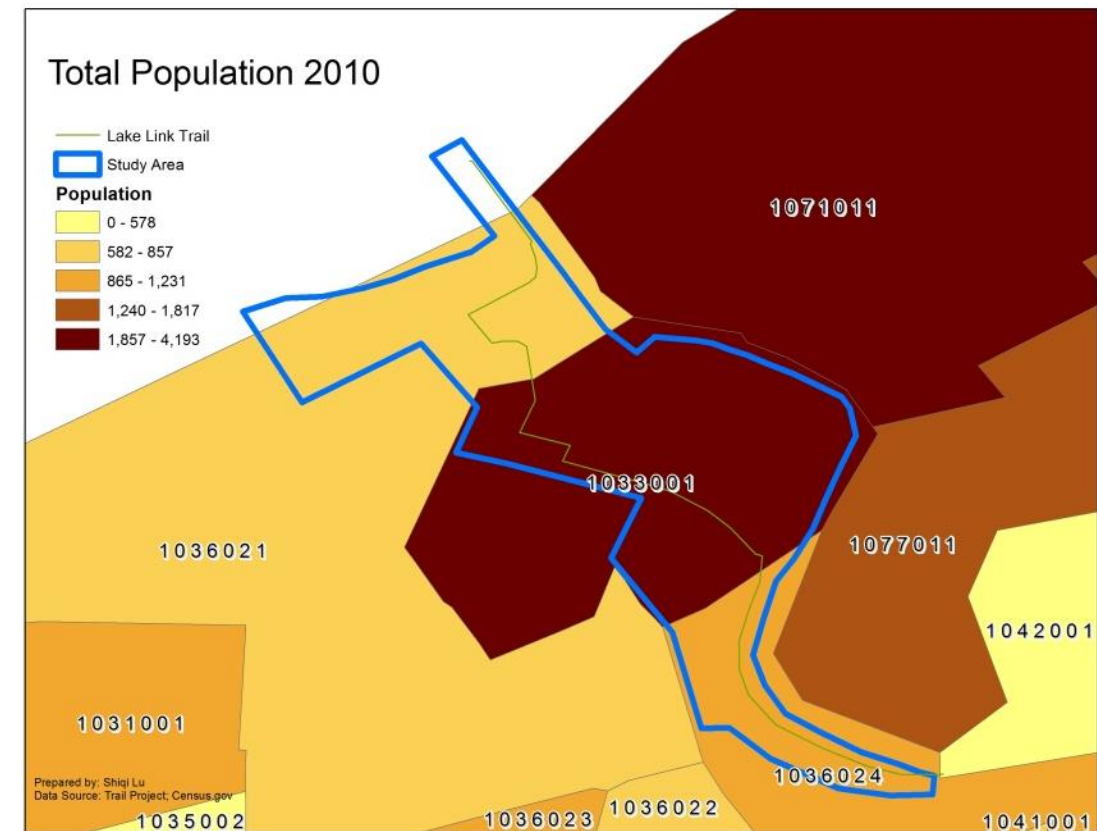 Total Population 2010
Lake Link Trail
Study Area
Population
0 - 578
582 - 857
865 - 1,231
1,240 - 1,817
1,857 - 4,193
1071011
1033001
1036021
1077011
1042001
1031001
1036024
Prepared by: Shiqi Lu
Data Source: Trail Project; Census.gov
1035002
1036023
1036022
1041001